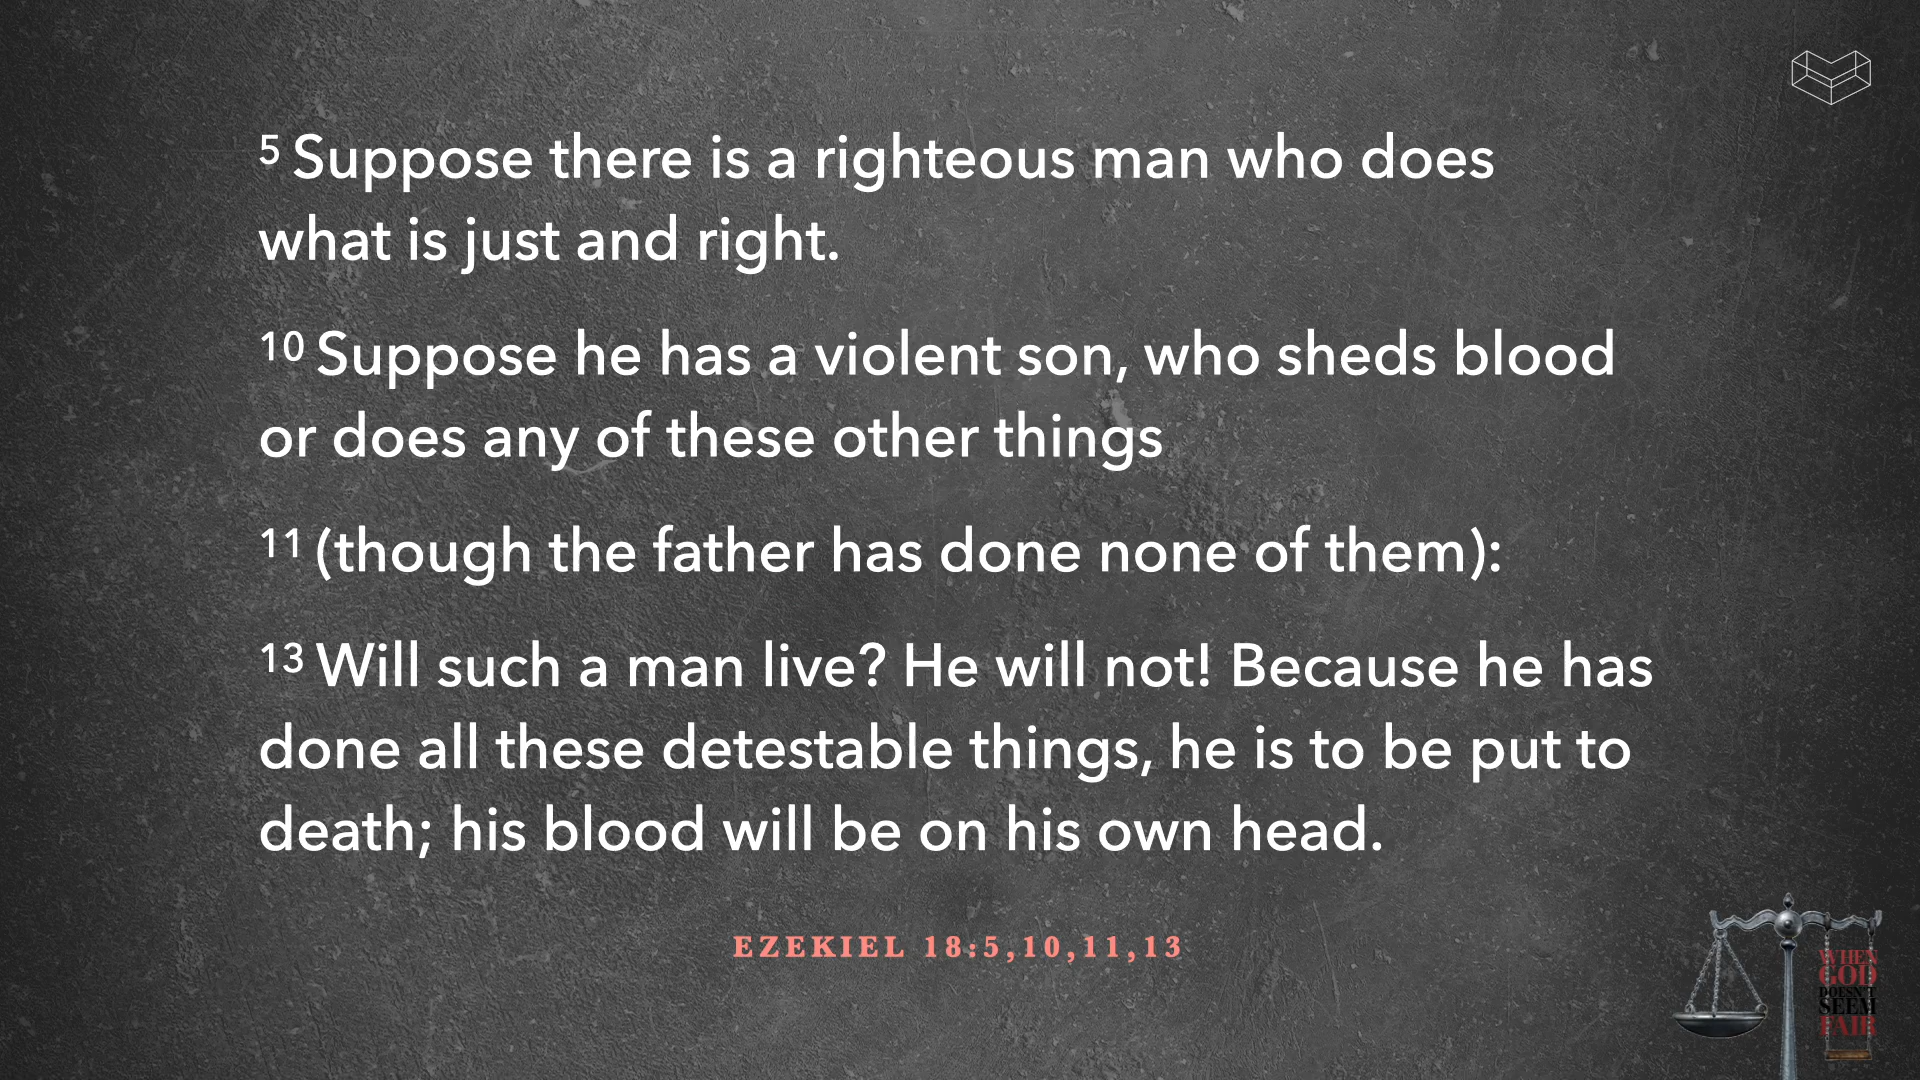 5 Suppose there is a righteous man who does
what is just and right.
10 Suppose he has a violent son, who sheds blood
or does any of these other things
11 (though the father has done none of them):
13 Will such a man live? He will not! Because he has
done all these detestable things, he is to be put to
death; his blood will be on his own head.
EZEKIEL 18:5,10,11,13
WHEN
GOD
DOESN'T
SEEM
FAIR